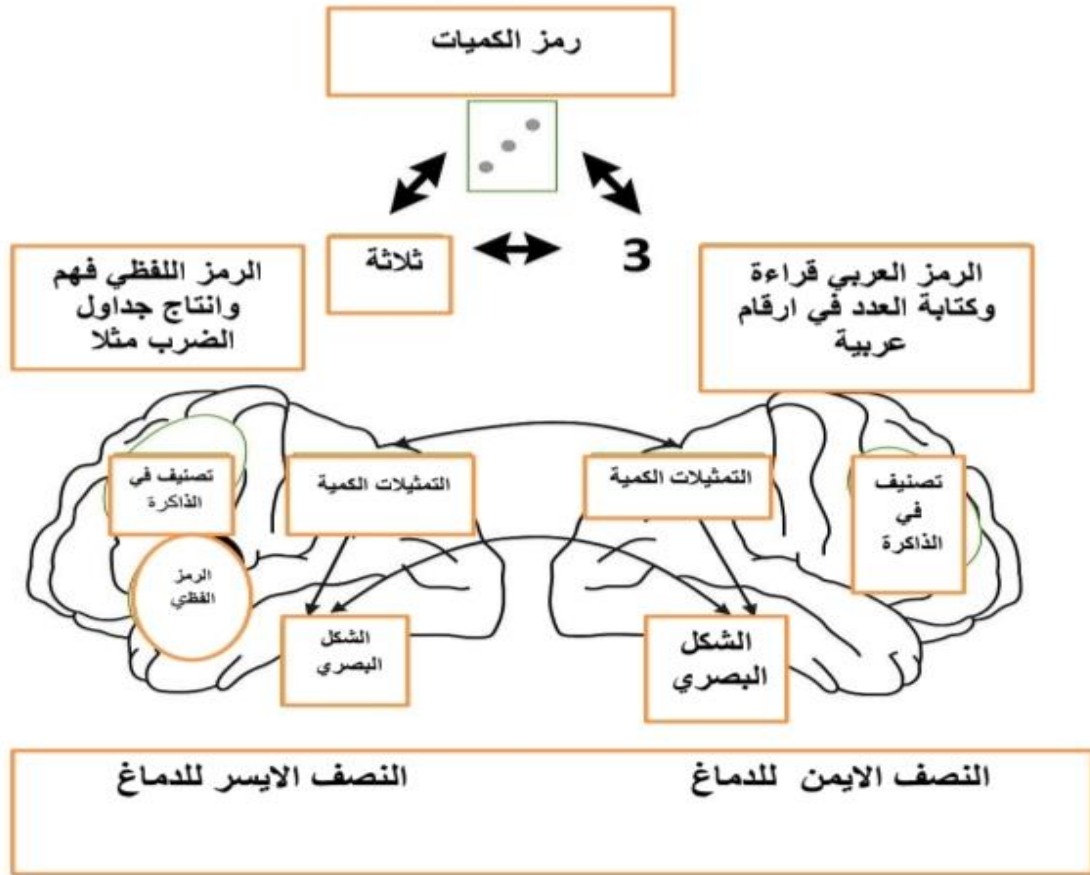 رمز الكميات
ثلاثة
3
الرمز العربي قراءة
وكتابة العدد في ارقام
عربية
الرمز اللفظي فهم
وانتاج جداول
الضرب مثلا
تصنيف
في
الذاكرة
التمثيلات الكمية
التمثيلات الكمية
تصنيف في
الذاكرة
الرمز
الفظي
الشكل
البصري
الشكل
البصري
النصف الايمن للدماغ
النصف الايسر للدماغ